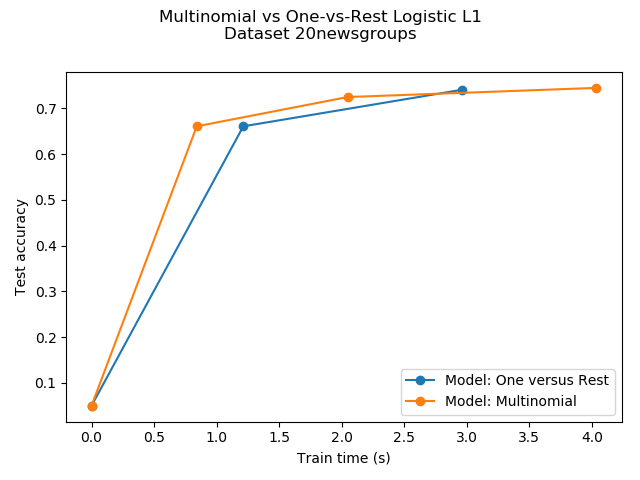 Multinomial vs One-vs-Rest Logistic L1
Dataset 20newsgroups
0.7
0.6
0.5
0.4
0.3
0.2
0.1
Test accuracy
Model: One versus Rest
Model: Multinomial
0.0 0.5 1.0 1.5 2.0 2.5 3.0 3.5 4.0
Train time (s)